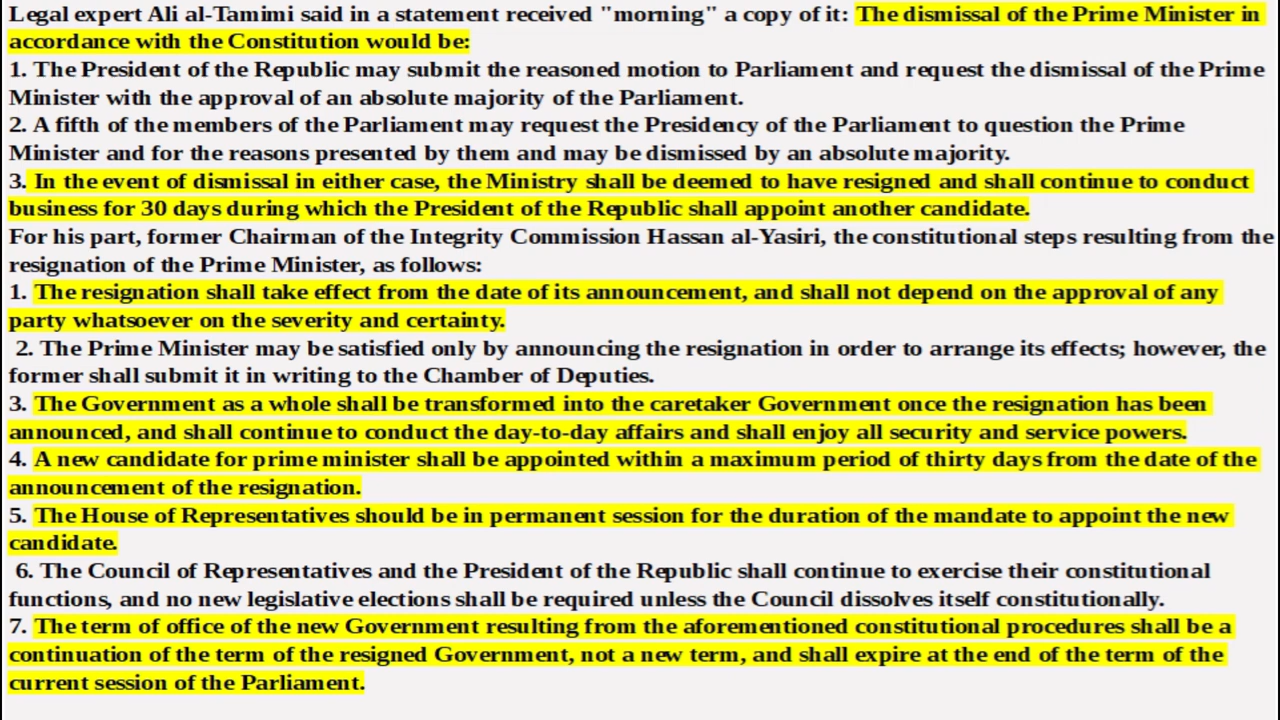 Legal expert Ali al-Tamimi said in a statement received "morning" a copy of it: The dismissal of the Prime Minister in
accordance with the Constitution would be:
1. The President of the Republic may submit the reasoned motion to Parliament and request the dismissal of the Prime
Minister with the approval of an absolute majority of the Parliament.
2. A fifth of the members of the Parliament may request the Presidency of the Parliament to question the Prime
Minister and for the reasons presented by them and may be dismissed by an absolute majority.
3. In the event of dismissal in either case, the Ministry shall be deemed to have resigned and shall continue to conduct
business for 30 days during which the President of the Republic shall appoint another candidate.
For his part, former Chairman of the Integrity Commission Hassan al-Yasiri, the constitutional steps resulting from the
resignation of the Prime Minister, as follows:
1. The resignation shall take effect from the date of its announcement, and shall not depend on the approval of any
party whatsoever on the severity and certainty.
2. The Prime Minister may be satisfied only by announcing the resignation in order to arrange its effects; however, the
former shall submit it in writing to the Chamber of Deputies.
3. The Government as a whole shall be transformed into the caretaker Government once the resignation has been
announced, and shall continue to conduct the day-to-day affairs and shall enjoy all security and service powers.
4. A new candidate for prime minister shall be appointed within a maximum period of thirty days from the date of the
announcement of the resignation.
5. The House of Representatives should be in permanent session for the duration of the mandate to appoint the new
candidate.
6. The Council of Representatives and the President of the Republic shall continue to exercise their constitutional
functions, and no new legislative elections shall be required unless the Council dissolves itself constitutionally.
7. The term of office of the new Government resulting from the aforementioned constitutional procedures shall be a
continuation of the term of the resigned Government, not a new term, and shall expire at the end of the term of the
current session of the Parliament.